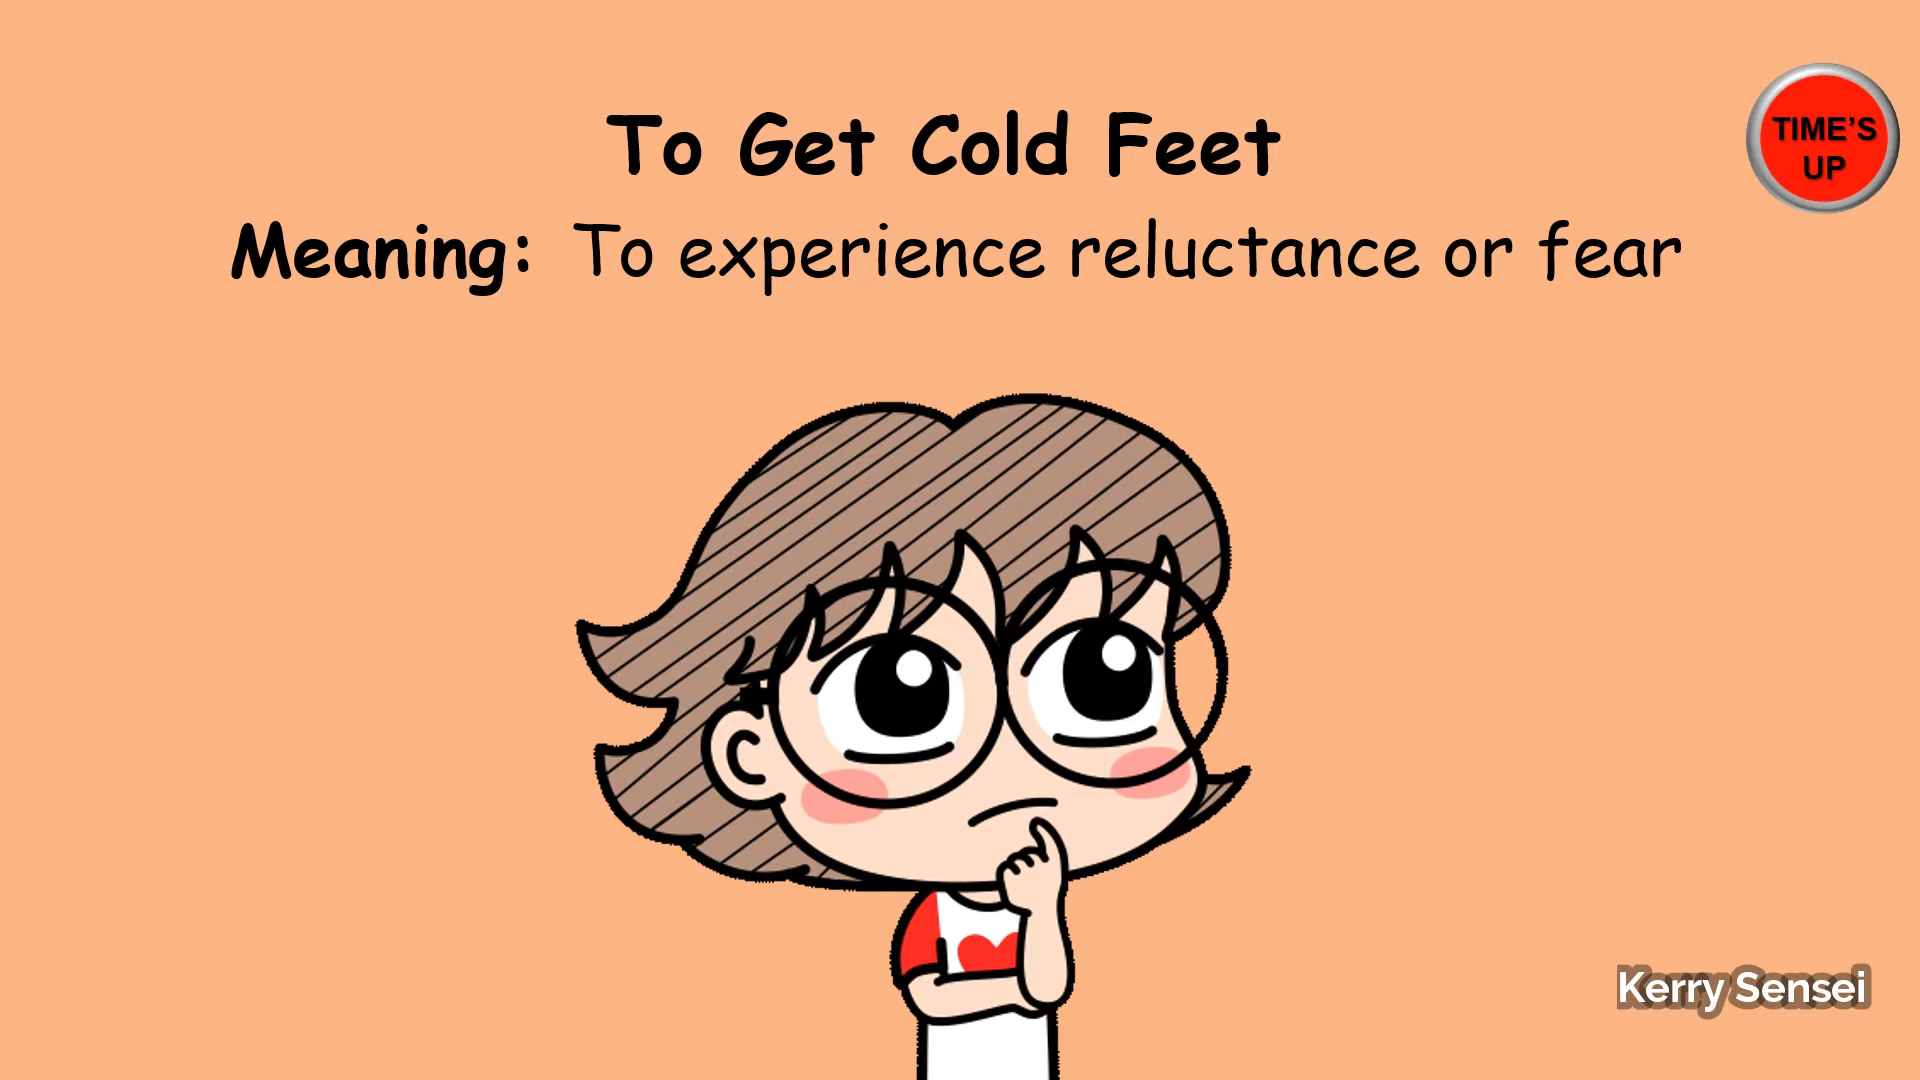 To Get Cold Feet
TIME'S
UP
Meaning: To experience reluctance or fear
Kerry Sensei